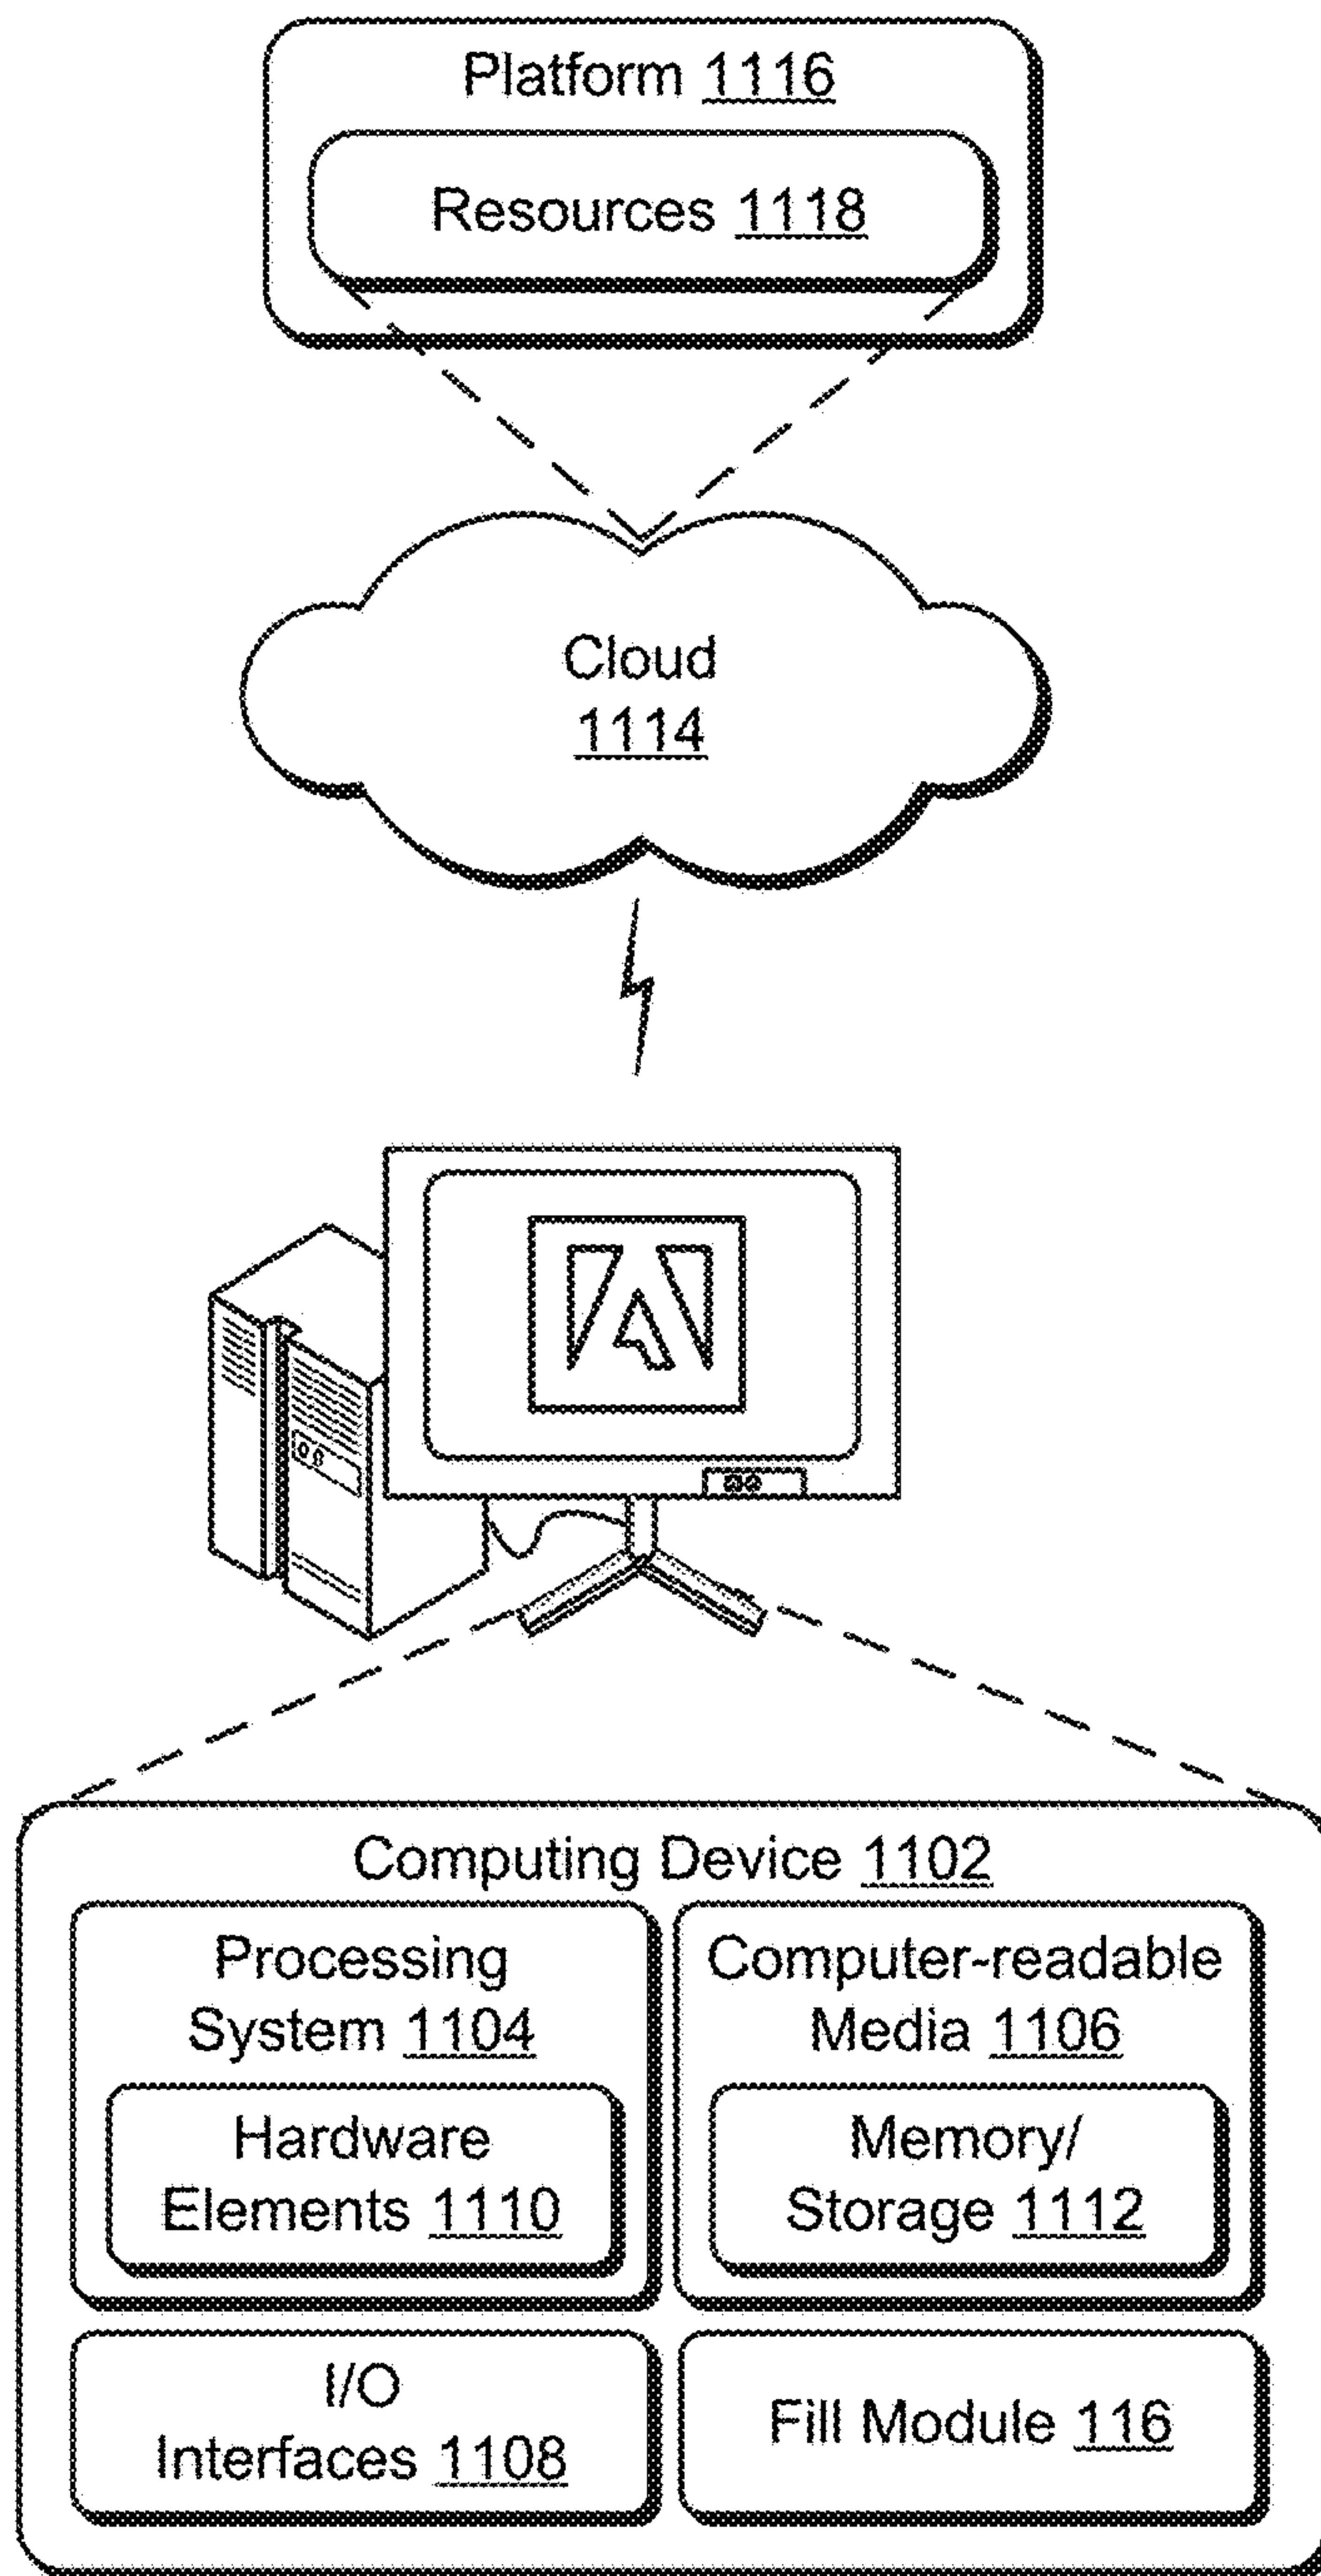 Platform 1116
Resources 1118
Cloud
1114
Computing Device 1102
Processing
System 1104
Hardware
Elements 1110
Computer-readable
Media 1106
Memory/
Storage 1112
I/O
Interfaces 1108
Fill Module 116